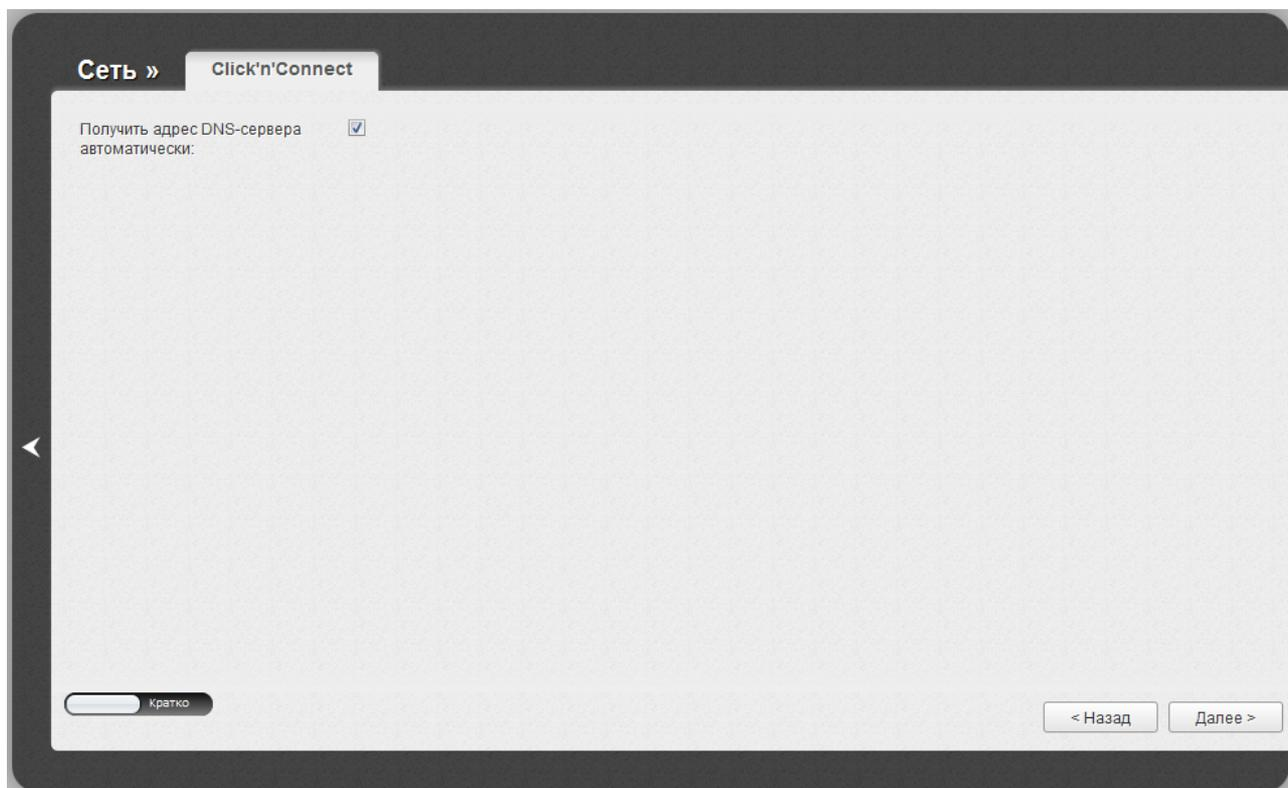 Сеть »
Click'n'Connect
Получить адрес DNS-сервера
автоматически:
Кратко
< Назад
Далее >